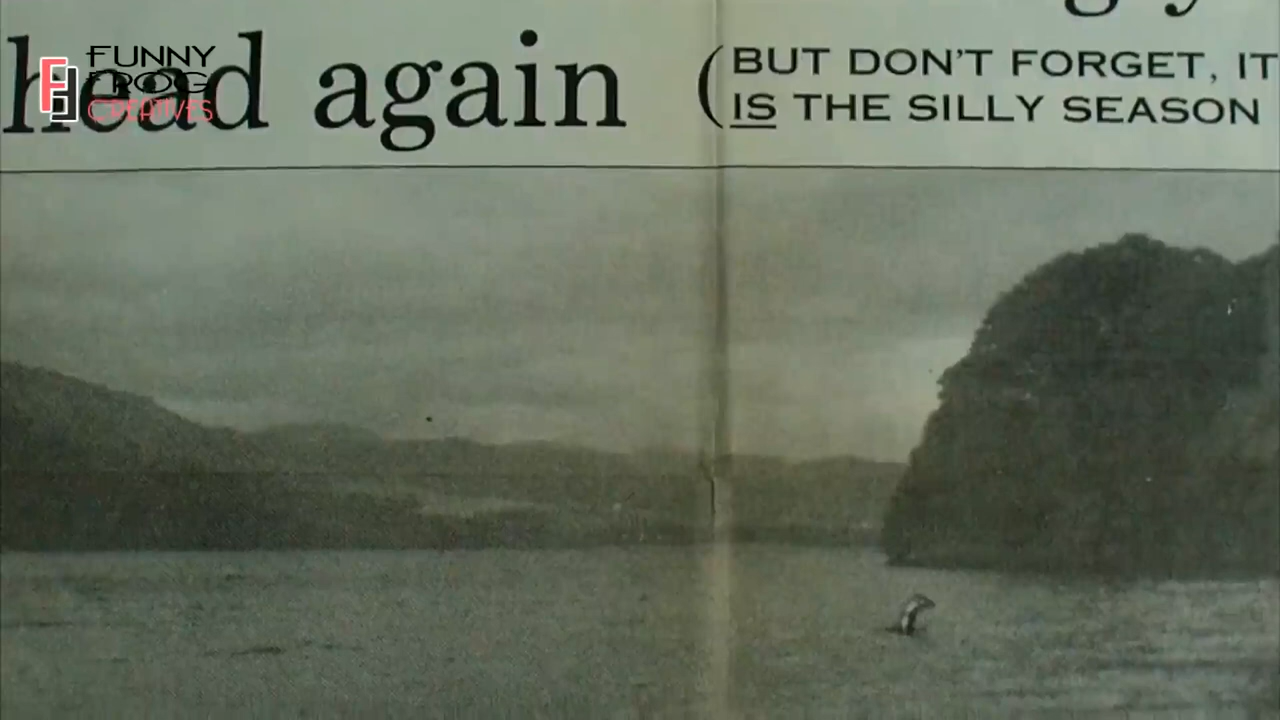 head again
(BUT DON'T FORGET, IT
IS THE SILLY SEASON
FUNNY
FROG
CREATIVES